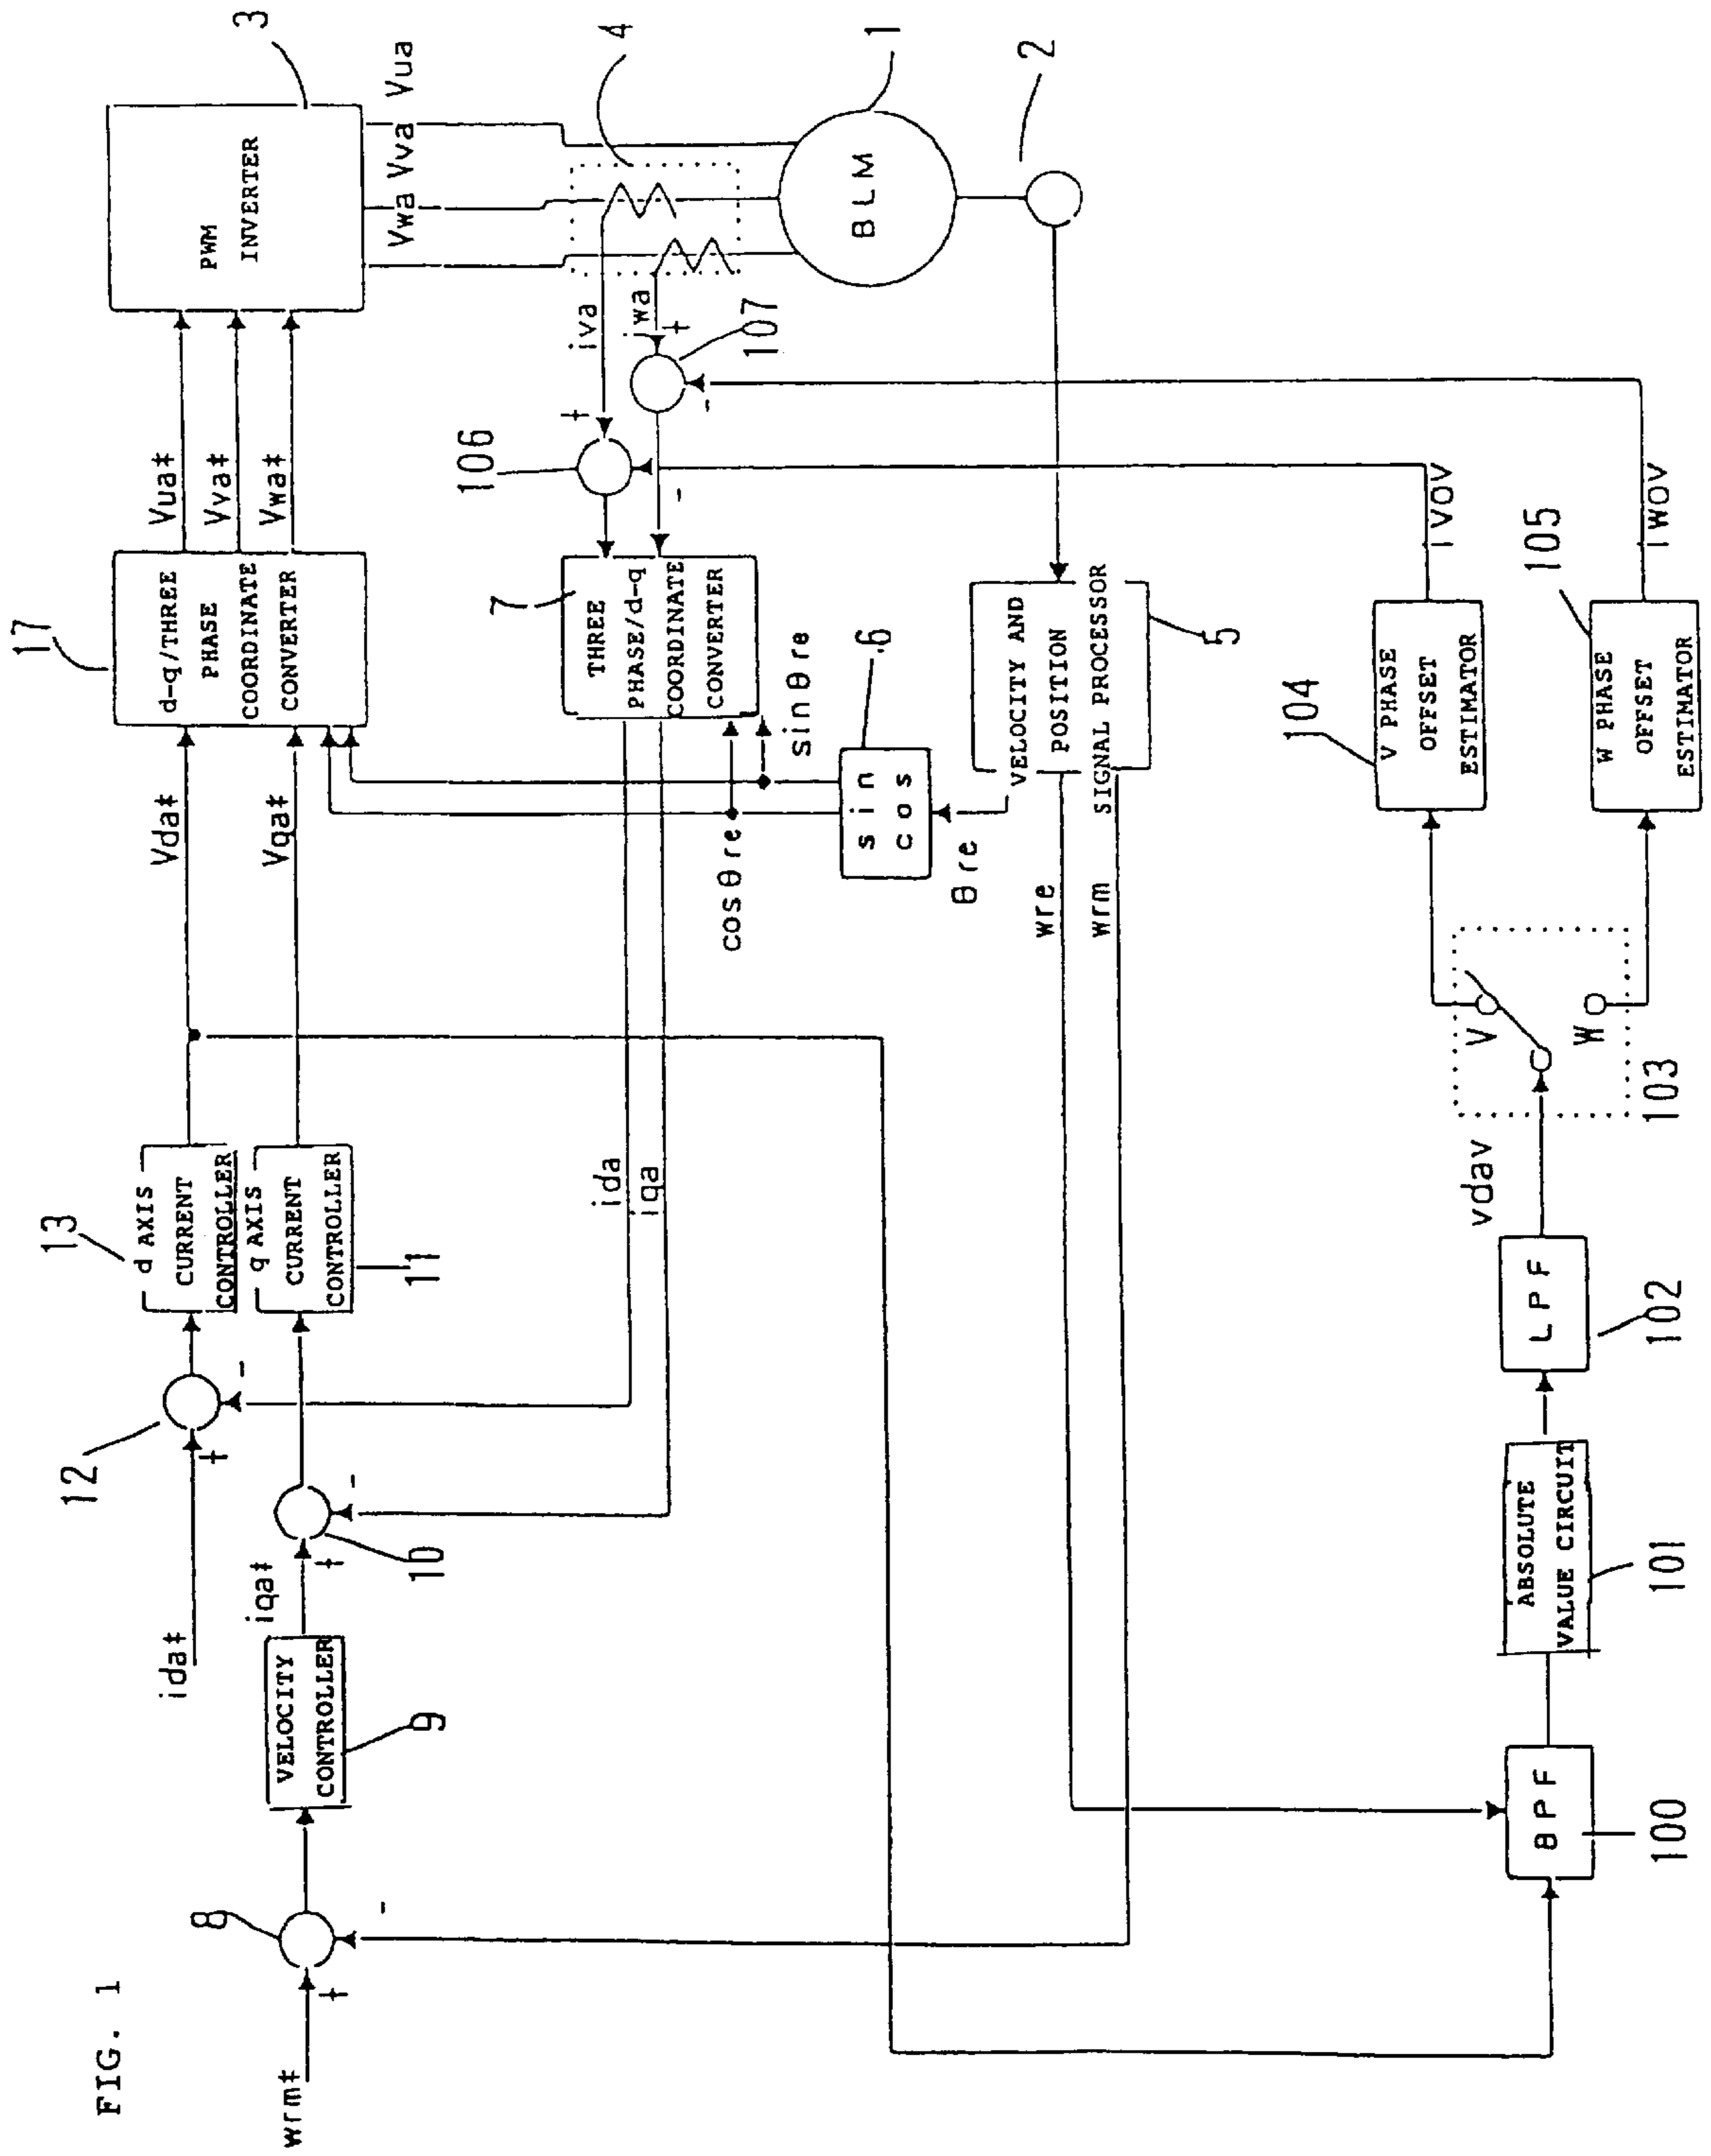 FIG. 1
wrm‡
+
-
8
VELOCITY
CONTROLLER
9
iqa‡
+
-
10
ida‡
+
-
12
13
d AXIS
CURRENT
CONTROLLER
q AXIS
CURRENT
CONTROLLER
11
Vda‡
Vqa‡
17
d-q/THREE
PHASE
COORDINATE
CONVERTER
Vua‡
Vva‡
Vwa‡
PWM
INVERTER
3
Vwa Vva Vua
4
iva
iwa
+
+
-
-
106
107
BLM
1
2
7
THREE
PHASE/d-q
COORDINATE
CONVERTER
ida
iqa
cosθre
sinθre
sin
cos
6
θre
VELOCITY AND
POSITION
SIGNAL PROCESSOR
5
wre
wrm
BPF
100
ABSOLUTE
VALUE CIRCUIT
101
LPF
102
vdav
V
W
103
104
V PHASE
OFFSET
ESTIMATOR
ivov
105
W PHASE
OFFSET
ESTIMATOR
iwov